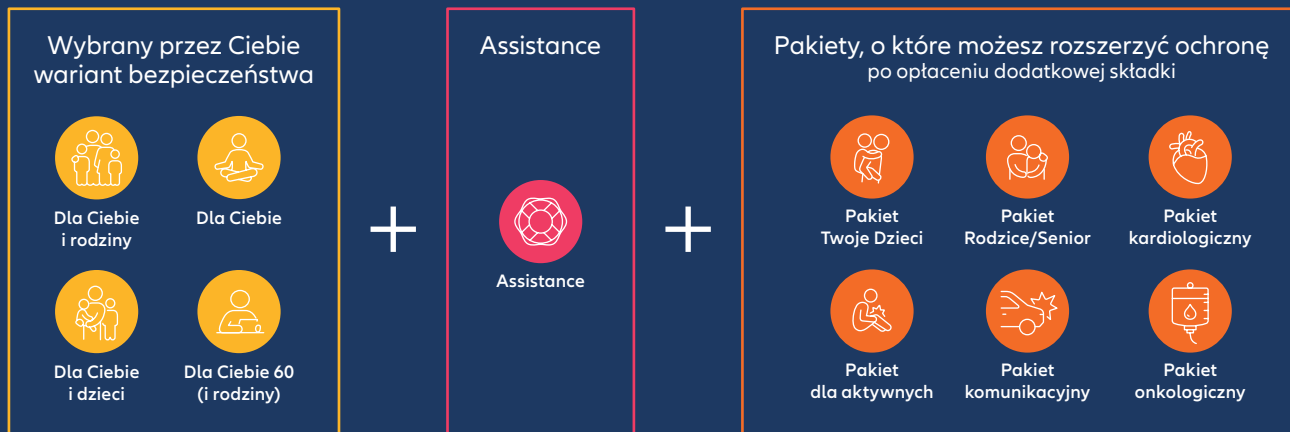 Wybrany przez Ciebie
wariant bezpieczeństwa
Dla Ciebie
i rodziny
Dla Ciebie
Dla Ciebie
i dzieci
Dla Ciebie 60
(i rodziny)
+
Assistance
Assistance
+
Pakiety, o które możesz rozszerzyć ochronę
po opłaceniu dodatkowej składki
Pakiet
Twoje Dzieci
Pakiet
Rodzice/Senior
Pakiet
kardiologiczny
Pakiet
dla aktywnych
Pakiet
komunikacyjny
Pakiet
onkologiczny